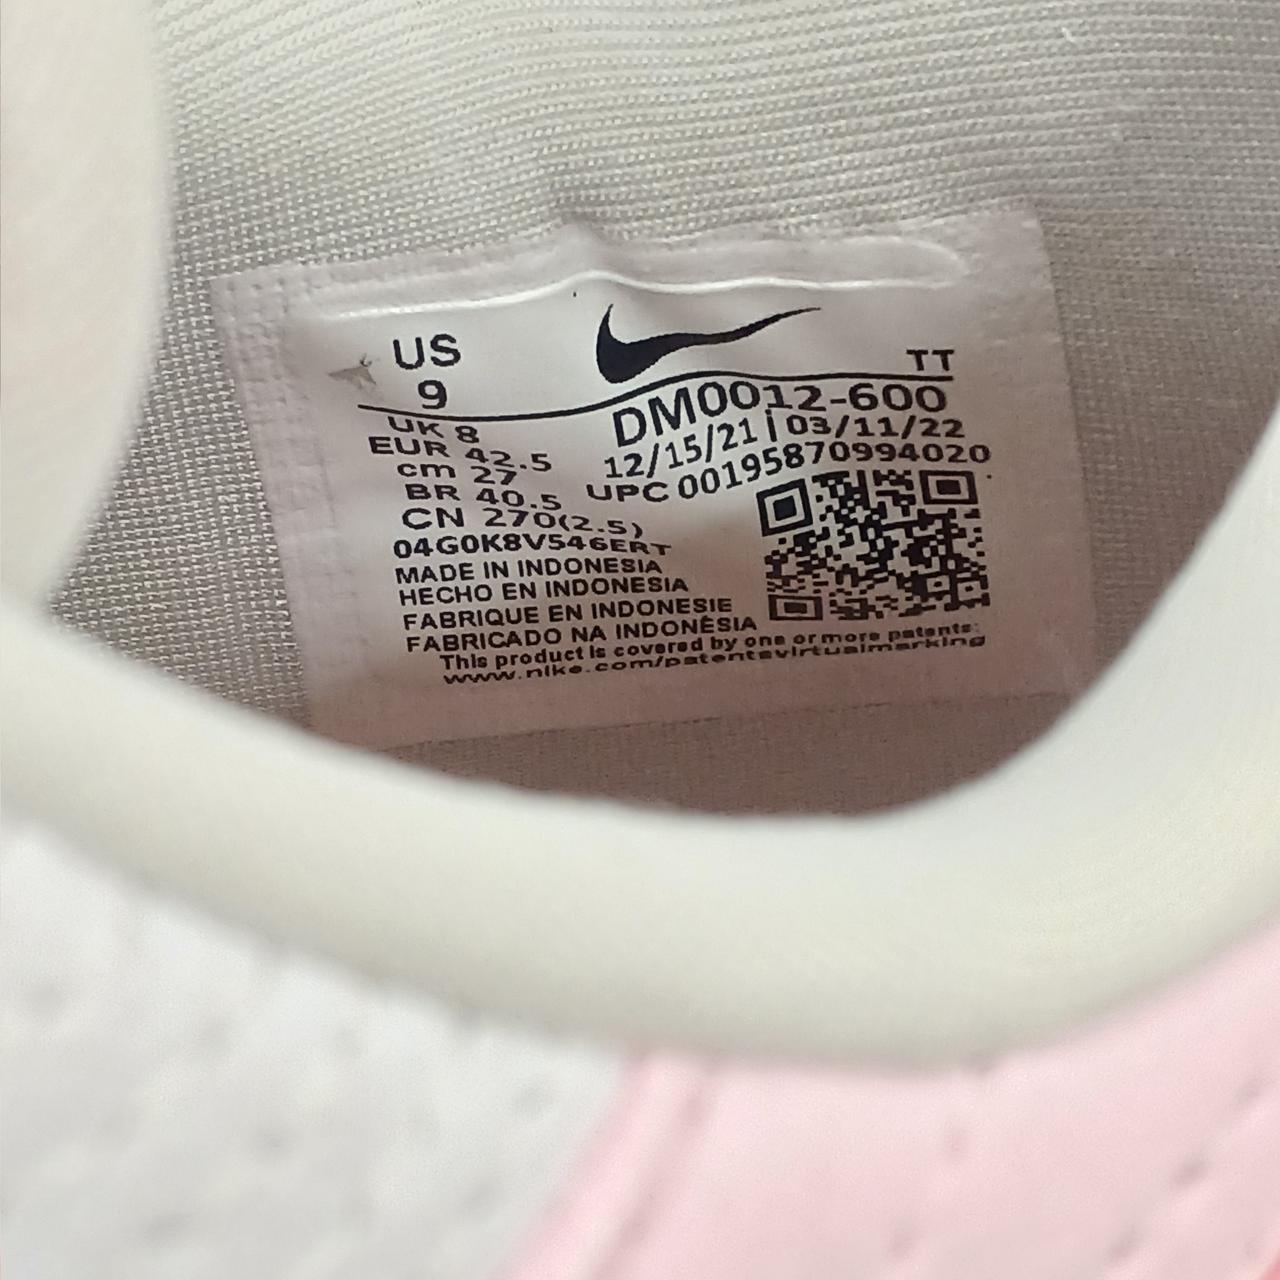 US
9
TT
UK 8
EUR 42.5
cm 27
BR 40.5
CN 270(2.5)
DM0012-600
12/15/21 | 03/11/22
UPC 00195870994020
04G0K8V546ERT
MADE IN INDONESIA
HECHO EN INDONESIA
FABRIQUE EN INDONESIE
FABRICADO NA INDONÉSIA
This product is covered by one or more patents:
www.nike.com/patentsvirtualmarking